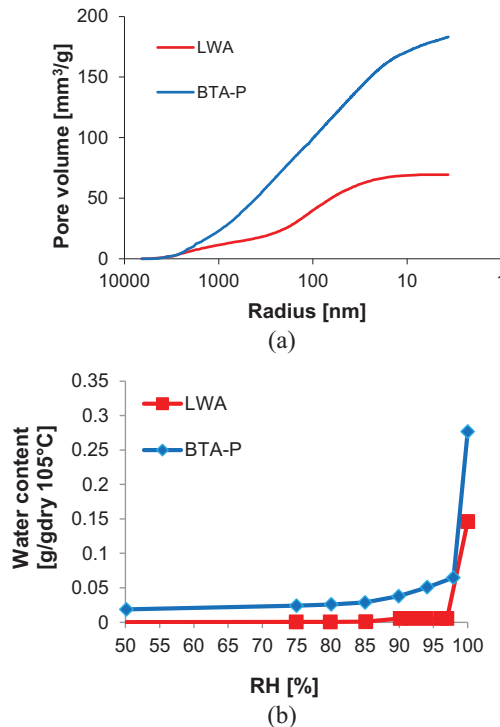 200
150
100
50
0
Pore volume [mm³/g]
LWA
BTA-P
10000 1000 100 10 1
Radius [nm]
(a)
0.35
0.3
0.25
0.2
0.15
0.1
0.05
0
Water content
[g/gdry 105°C]
LWA
BTA-P
50 55 60 65 70 75 80 85 90 95 100
RH [%]
(b)